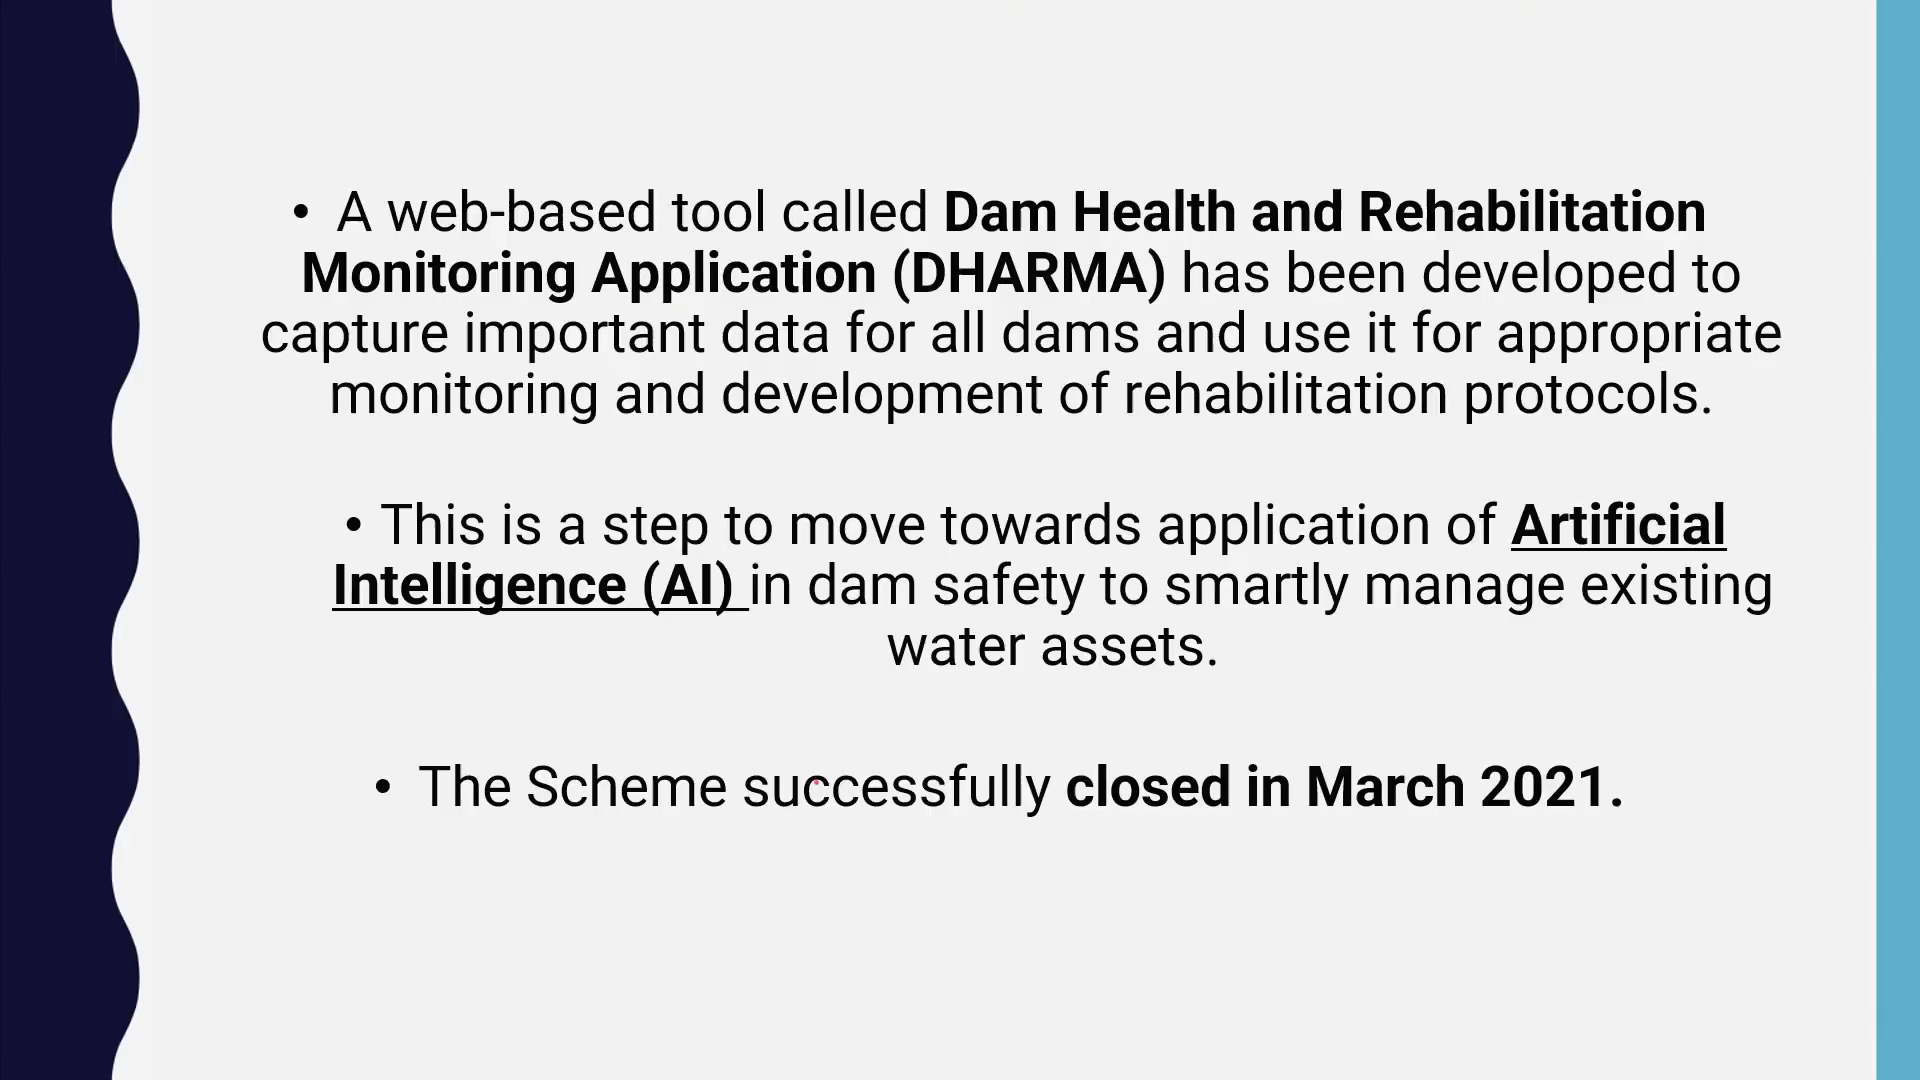 • A web-based tool called Dam Health and Rehabilitation
Monitoring Application (DHARMA) has been developed to
capture important data for all dams and use it for appropriate
monitoring and development of rehabilitation protocols.
• This is a step to move towards application of Artificial
Intelligence (AI) in dam safety to smartly manage existing
water assets.
• The Scheme successfully closed in March 2021.